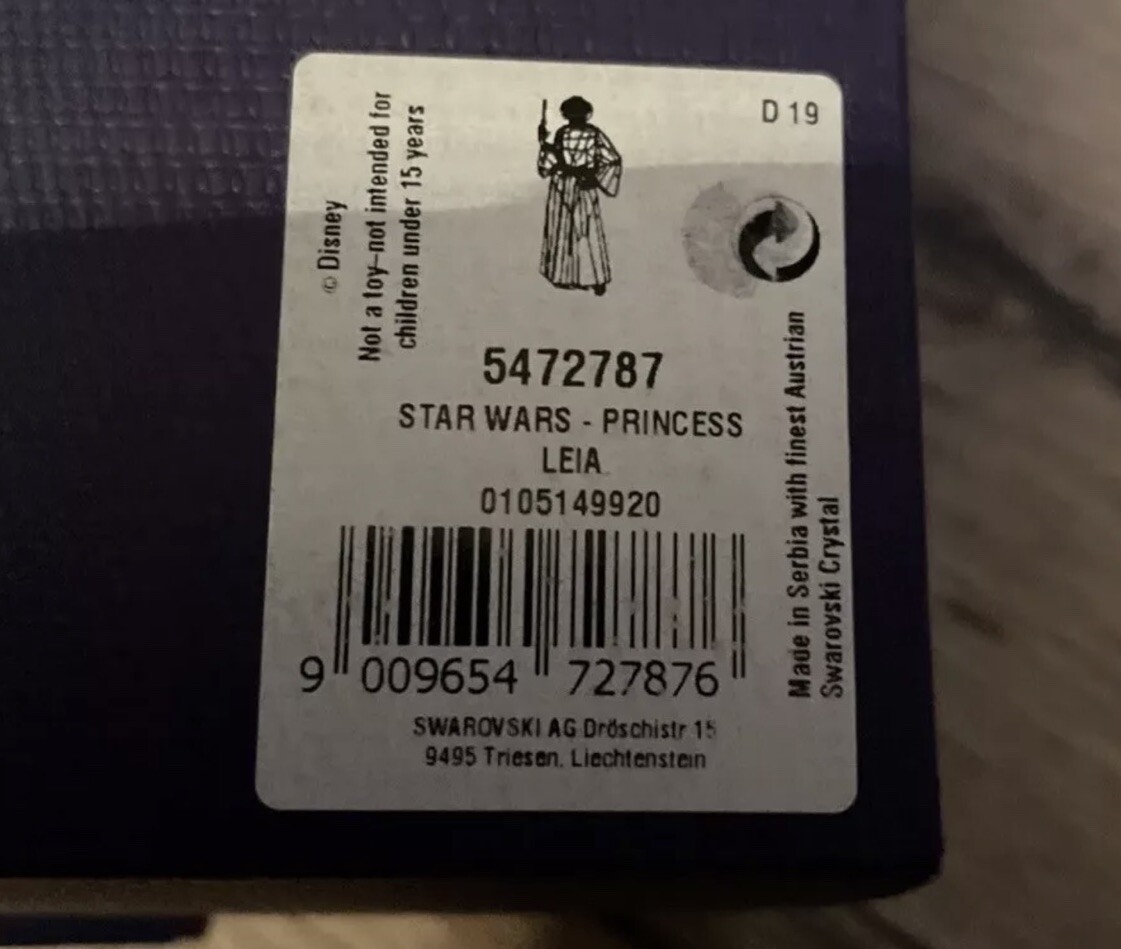 D 19
© Disney
Not a toy-not intended for
children under 15 years
5472787
STAR WARS - PRINCESS
LEIA
0105149920
9 009654 727876
SWAROVSKI AG Dröschistr 15
9495 Triesen, Liechtenstein
Made in Serbia with finest Austrian
Swarovski Crystal